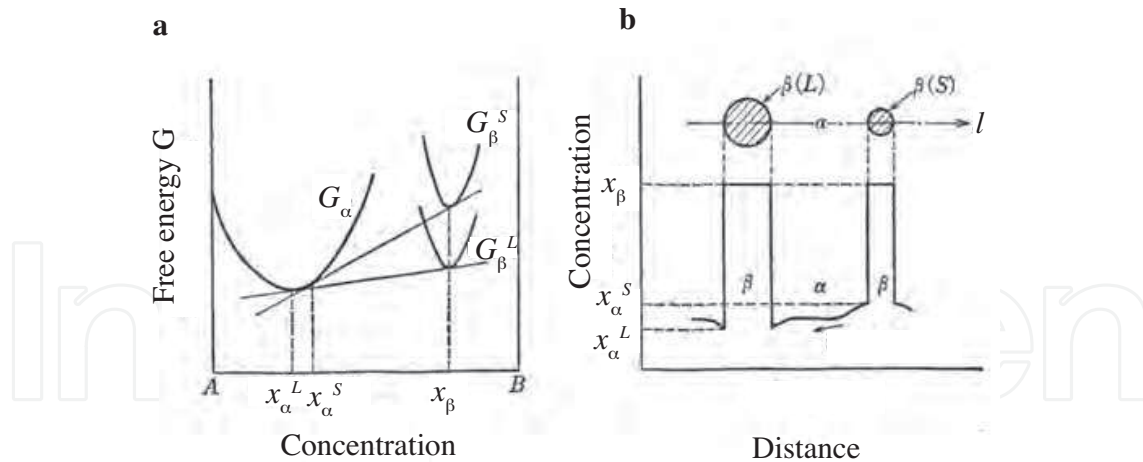 a
Free energy G
G_α
G_β^S
G_β^L
A
x_α^L
x_α^S
x_β
B
Concentration
b
Concentration
β(L)
α
β(S)
l
x_β
x_α^S
x_α^L
β
α
β
Distance